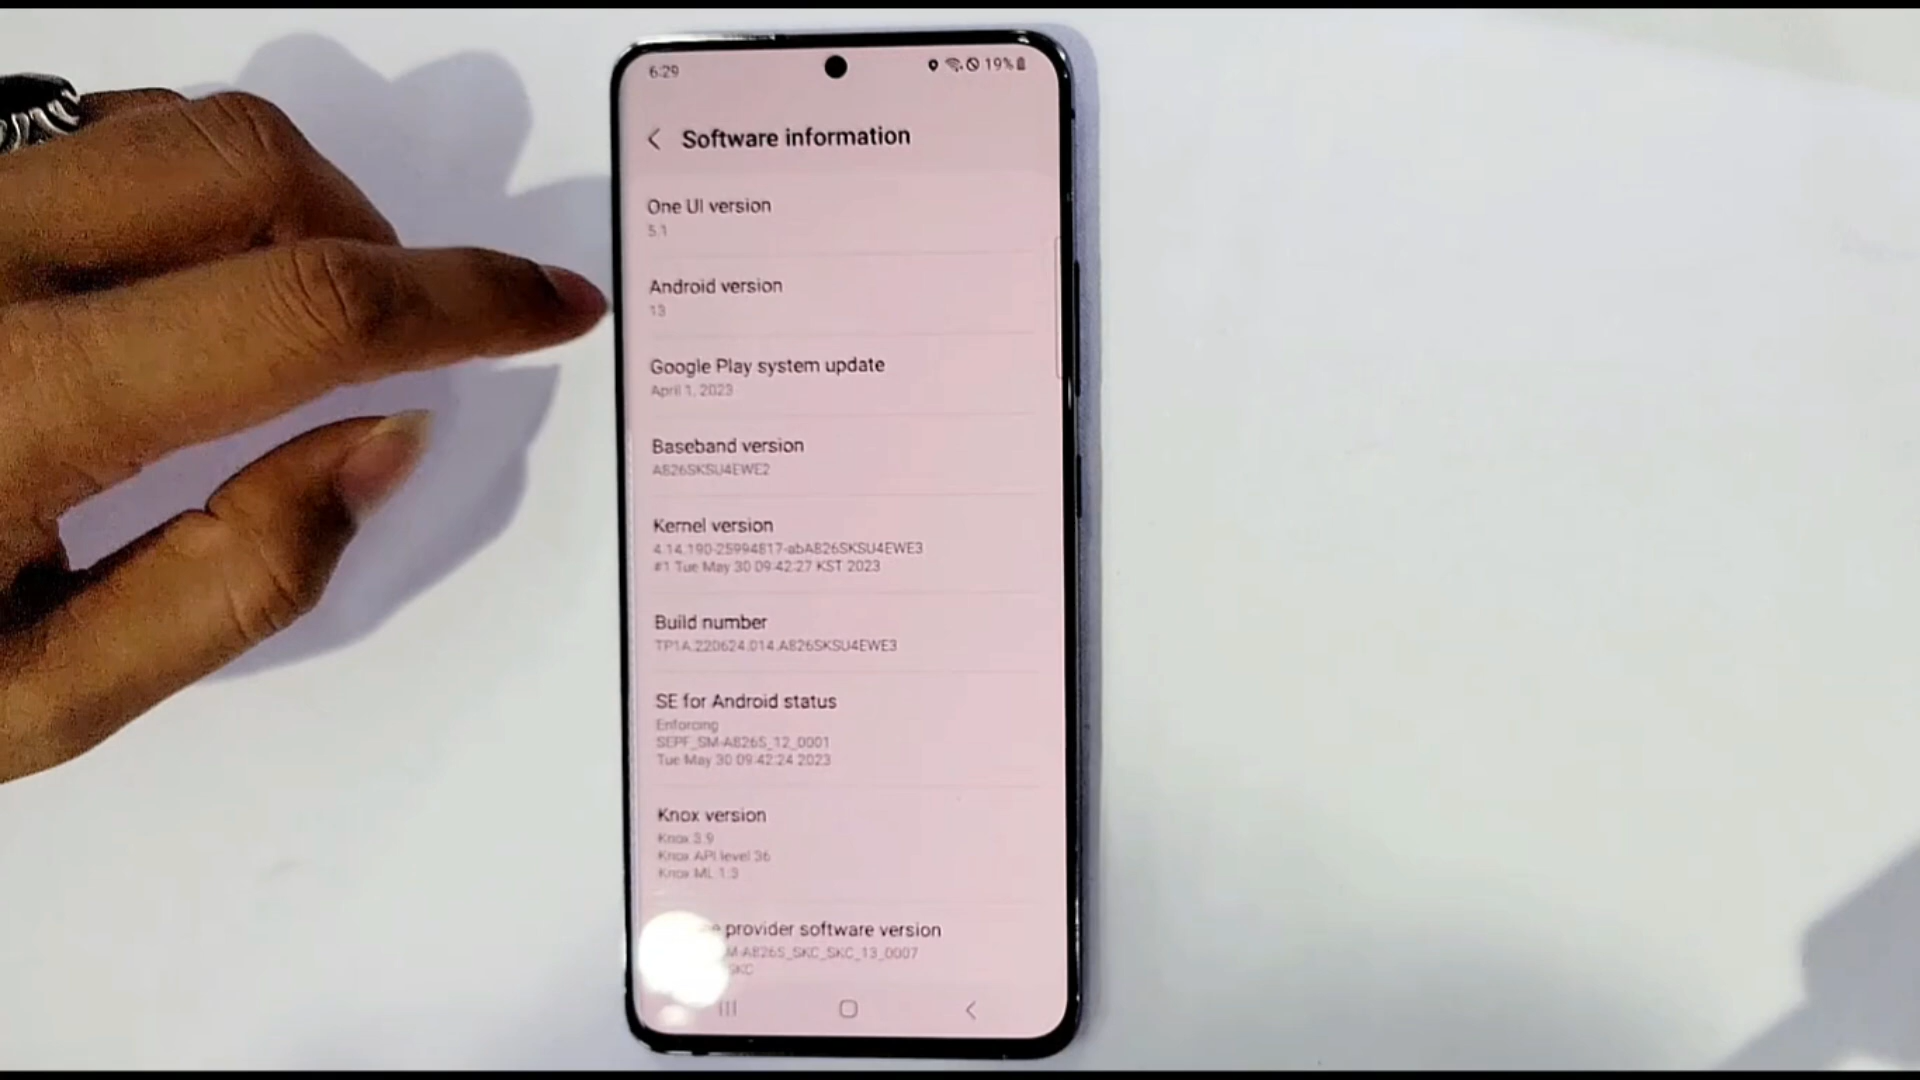 6:29
19%
Software information
One UI version
5.1
Android version
13
Google Play system update
April 1, 2023
Baseband version
A826SKSU4EWE2
Kernel version
4.14.190-25994817-abA826SKSU4EWE3
#1 Tue May 30 09:42:27 KST 2023
Build number
TP1A.220624.014.A826SKSU4EWE3
SE for Android status
Enforcing
SEPF_SM-A826S_12_0001
Tue May 30 09:42:24 2023
Knox version
Knox 3.9
Knox API level 36
Knox ML 1.3
provider software version
A826S_SKC_SKC_13_0007
SKC